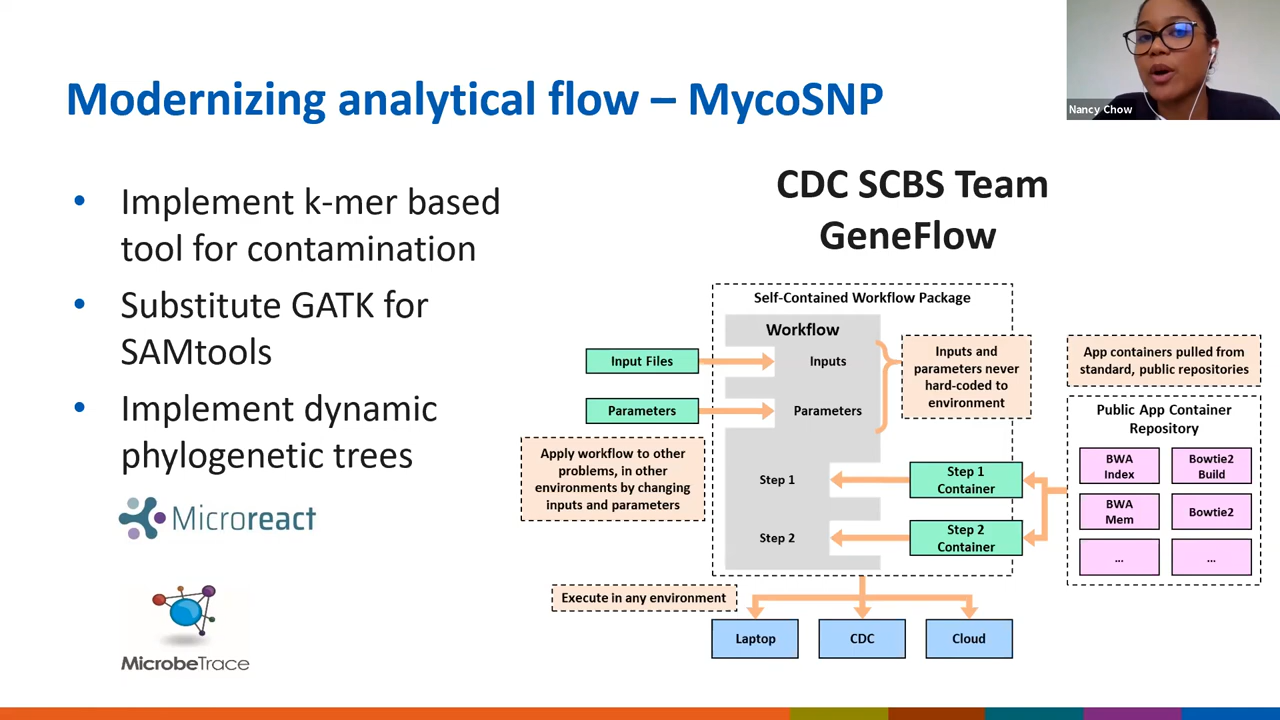 Modernizing analytical flow – MycoSNP
Nancy Chow
• Implement k-mer based
tool for contamination
• Substitute GATK for
SAMtools
• Implement dynamic
phylogenetic trees
Microreact
MicrobeTrace
CDC SCBS Team
GeneFlow
Self-Contained Workflow Package
Workflow
Input Files
Inputs
Parameters
Parameters
Inputs and
parameters never
hard-coded to
environment
App containers pulled from
standard, public repositories
Public App Container
Repository
BWA
Index
Bowtie2
Build
BWA
Mem
Bowtie2
...
...
Apply workflow to other
problems, in other
environments by changing
inputs and parameters
Step 1
Step 1
Container
Step 2
Step 2
Container
Execute in any environment
Laptop
CDC
Cloud